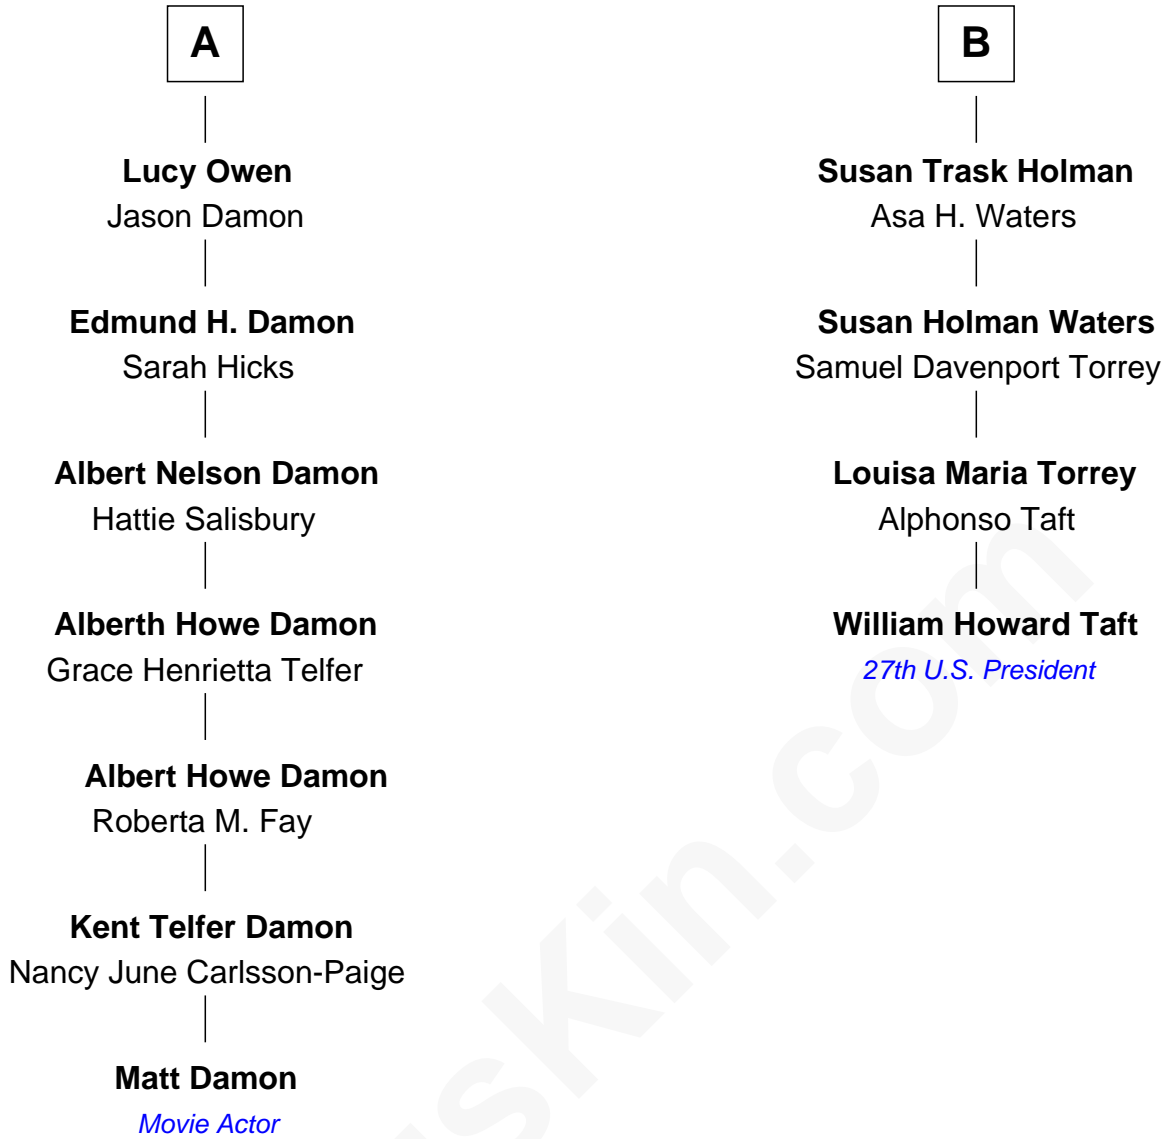 A
Lucy Owen
Jason Damon
Edmund H. Damon
Sarah Hicks
Albert Nelson Damon
Hattie Salisbury
Alberth Howe Damon
Grace Henrietta Telfer
Albert Howe Damon
Roberta M. Fay
Kent Telfer Damon
Nancy June Carlsson-Paige
Matt Damon
Movie Actor
B
Susan Trask Holman
Asa H. Waters
Susan Holman Waters
Samuel Davenport Torrey
Louisa Maria Torrey
Alphonso Taft
William Howard Taft
27th U.S. President
sKin.com